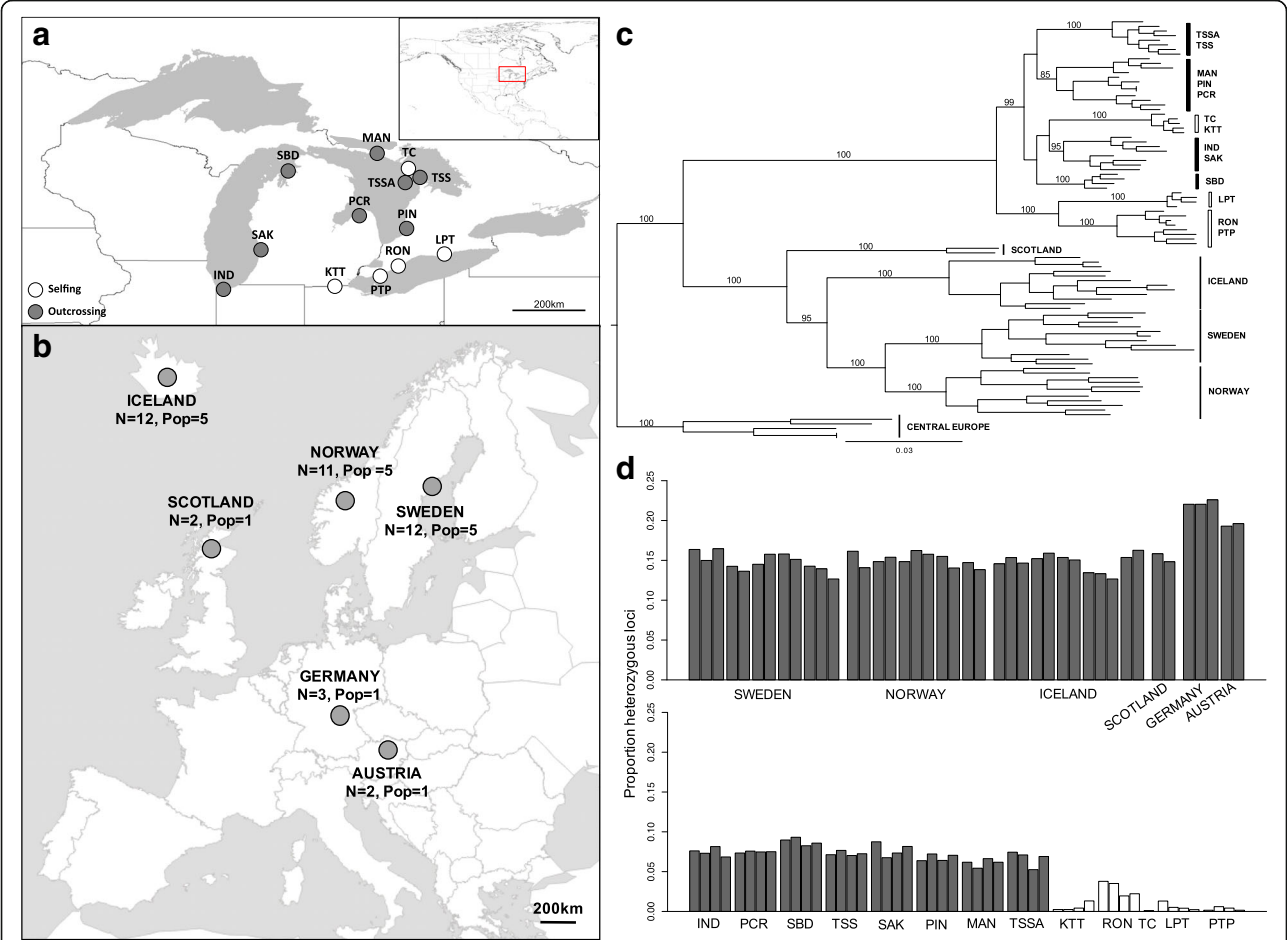 a
MAN
TC
SBD
TSSA
TSS
PCR
PIN
SAK
RON
LPT
IND
KTT
PTP
Selfing
Outcrossing
200km
b
ICELAND
N=12, Pop=5
NORWAY
N=11, Pop =5
SCOTLAND
N=2, Pop=1
SWEDEN
N=12, Pop=5
GERMANY
N=3, Pop=1
AUSTRIA
N=2, Pop=1
200km
c
100
TSSA
TSS
85
MAN
PIN
PCR
99
100
TC
KTT
95
IND
SAK
100
100
SBD
100
100
LPT
100
100
RON
PTP
100
SCOTLAND
100
100
ICELAND
95
100
SWEDEN
100
100
NORWAY
100
CENTRAL EUROPE
0.03
d
Proportion heterozygous loci
0.25
0.20
0.15
0.10
0.05
0.00
SWEDEN
NORWAY
ICELAND
SCOTLAND
GERMANY
AUSTRIA
0.25
0.20
0.15
0.10
0.05
0.00
IND
PCR
SBD
TSS
SAK
PIN
MAN
TSSA
KTT
RON
TC
LPT
PTP